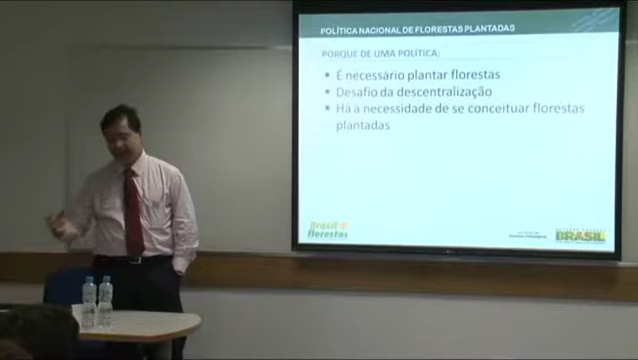 POLÍTICA NACIONAL DE FLORESTAS PLANTADAS
PORQUE DE UMA POLÍTICA:
É necessário plantar florestas
Desafio da descentralização
Há a necessidade de se conceituar florestas
plantadas
Brasil
florestas
BRASIL